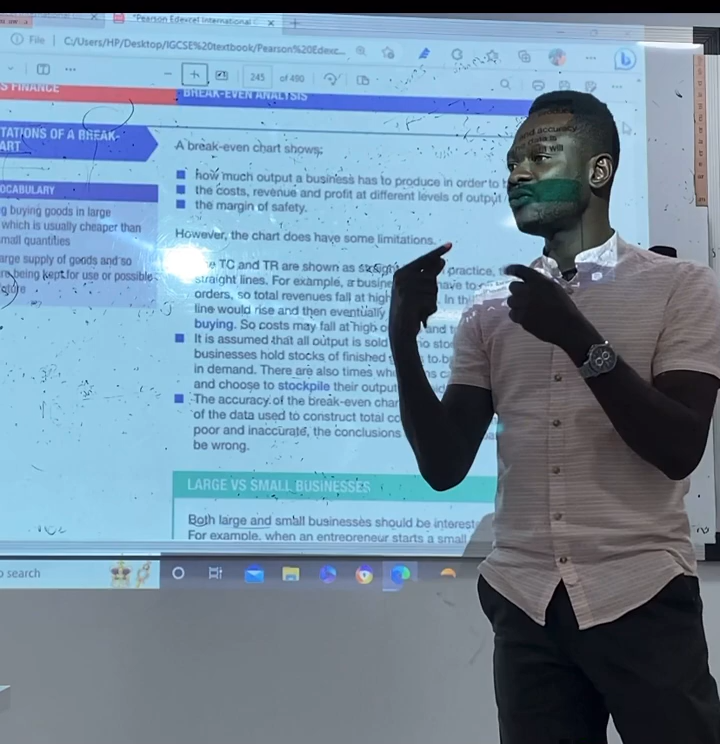 "Pearson Edexcel International
File
C:/Users/HP/Desktop/IGCSE%20textbook/Pearson%20Edexc...
245
of 490
S FINANCE
BREAK-EVEN ANALYSIS
TATIONS OF A BREAK-
ART
OCABULARY
g buying goods in large
which is usually cheaper than
mall quantities
arge supply of goods and so
re being kept for use or possible
A break-even chart shows:
how much output a business has to produce in order to
the costs, revenue and profit at different levels of output
the margin of safety.
However, the chart does have some limitations.
TC and TR are shown as straight practice,
straight lines. For example, a have to
orders, so total revenues fall at high In
line would rise and then eventually
buying. So costs may fall at high and
It is assumed that all output is sold no
businesses hold stocks of finished to
in demand. There are also times
and choose to stockpile their output
The accuracy of the break-even
of the data used to construct total
poor and inaccurate, the conclusions
be wrong.
and accuracy
will
LARGE VS SMALL BUSINESSES
Both large and small businesses should be
For example, when an entrepreneur starts a small
search